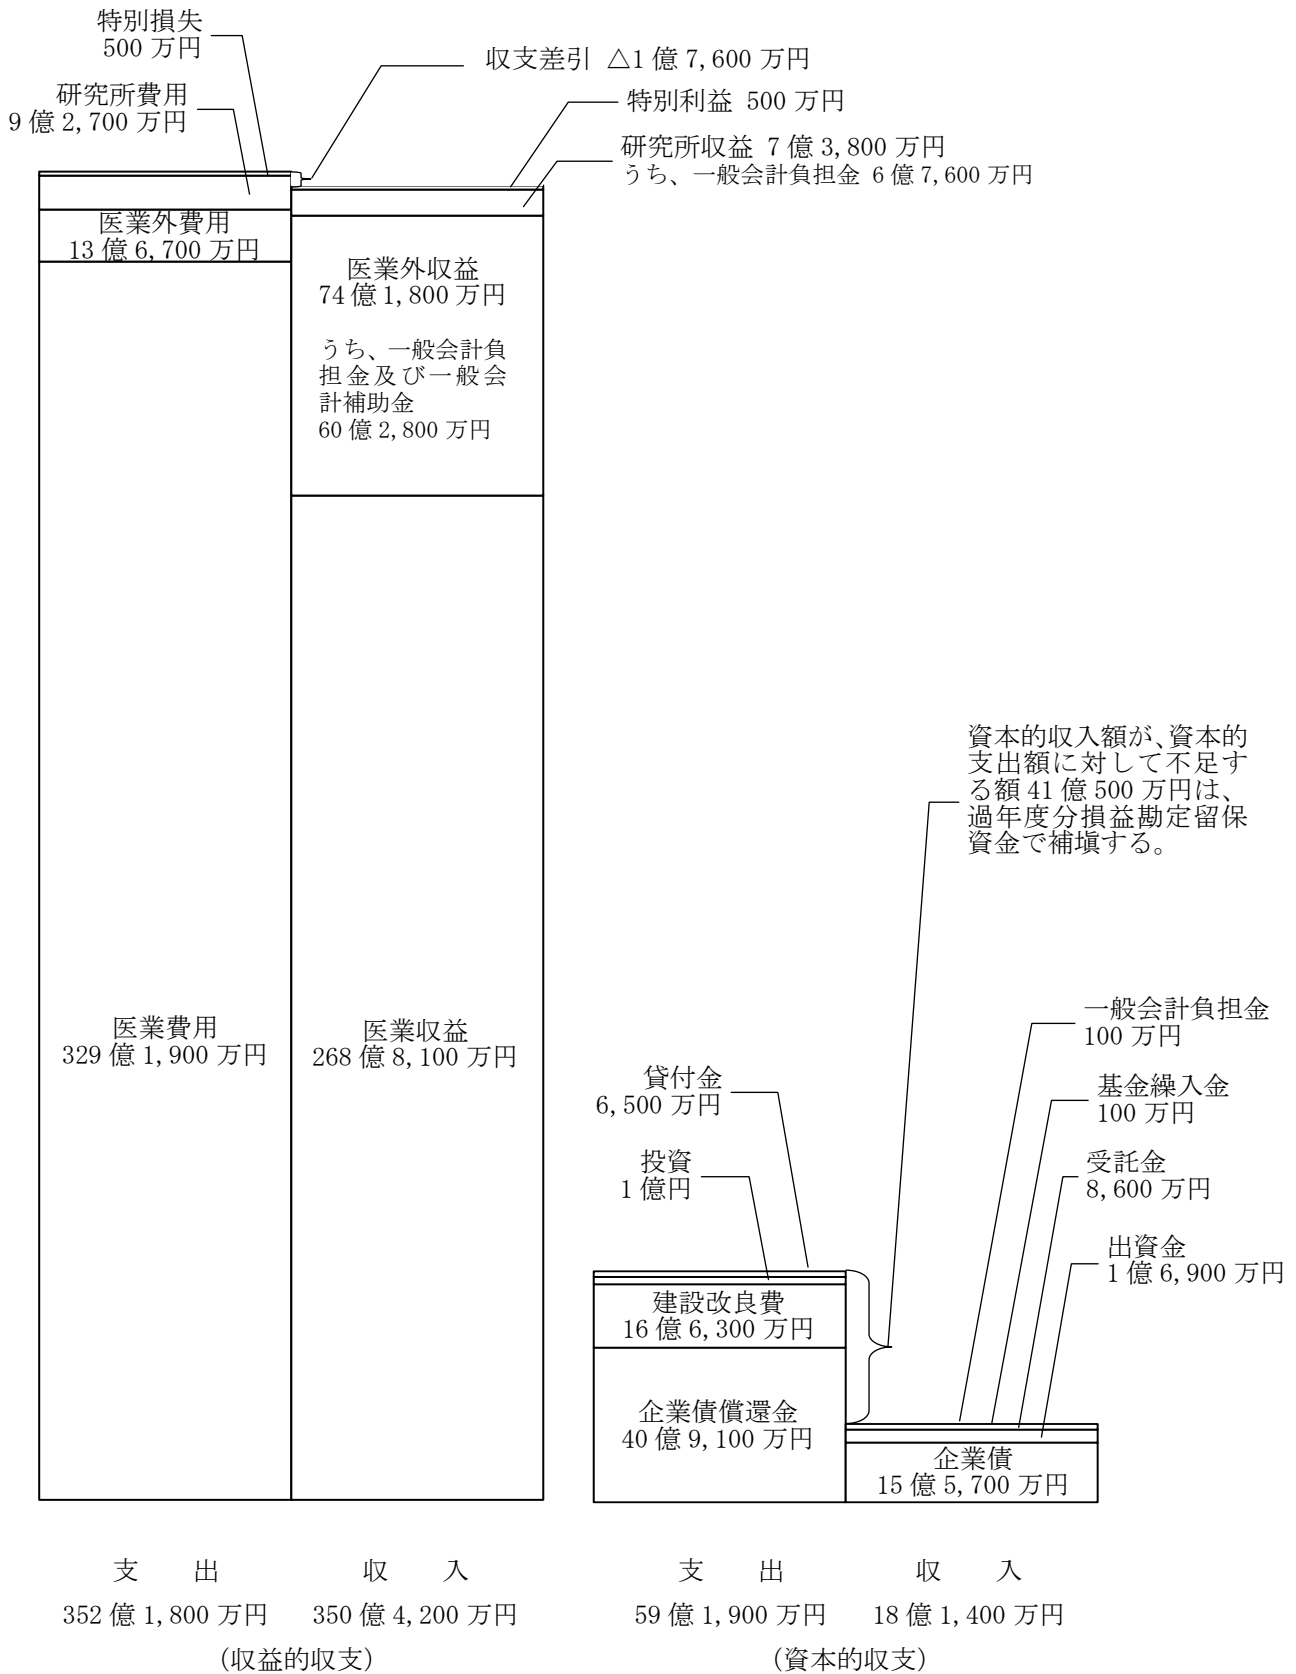 特別損失
500 万円
収支差引 △1 億 7,600 万円
研究所費用
9 億 2,700 万円
特別利益 500 万円
研究所収益 7 億 3,800 万円
うち、一般会計負担金 6 億 7,600 万円
医業外費用
13 億 6,700 万円
医業外収益
74 億 1,800 万円
うち、一般会計負
担金及び一般会
計補助金
60 億 2,800 万円
医業費用
329 億 1,900 万円
医業収益
268 億 8,100 万円
資本的収入額が、資本的
支出額に対して不足す
る額 41 億 500 万円は、
過年度分損益勘定留保
資金で補塡する。
貸付金
6,500 万円
投資
1 億円
建設改良費
16 億 6,300 万円
企業債償還金
40 億 9,100 万円
一般会計負担金
100 万円
基金繰入金
100 万円
受託金
8,600 万円
出資金
1 億 6,900 万円
企業債
15 億 5,700 万円
支 出
352 億 1,800 万円
収 入
350 億 4,200 万円
(収益的収支)
支 出
59 億 1,900 万円
収 入
18 億 1,400 万円
(資本的収支)